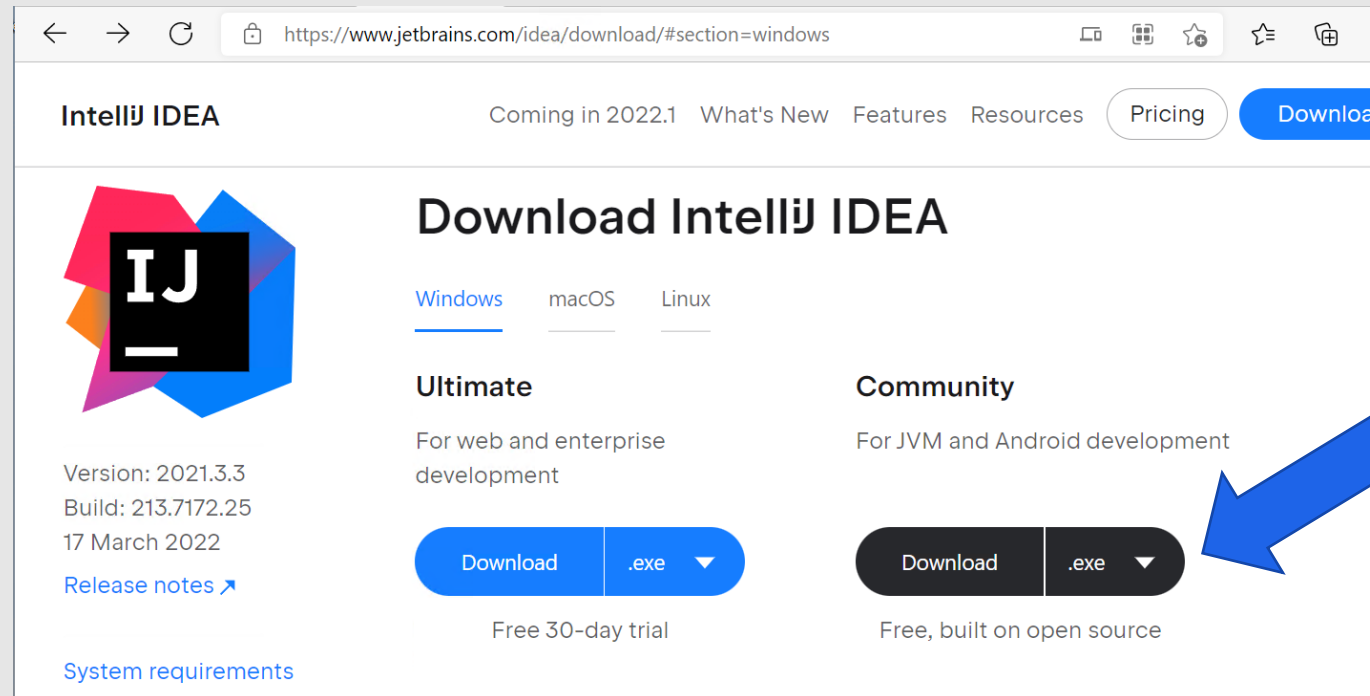 https://www.jetbrains.com/idea/download/#section=windows
IntelliJ IDEA
Coming in 2022.1 What's New Features Resources Pricing Downloa
IJ
Download IntelliJ IDEA
Windows macOS Linux
Version: 2021.3.3
Build: 213.7172.25
17 March 2022
Release notes ↗
System requirements
Ultimate
For web and enterprise
development
Download .exe
Free 30-day trial
Community
For JVM and Android development
Download .exe
Free, built on open source